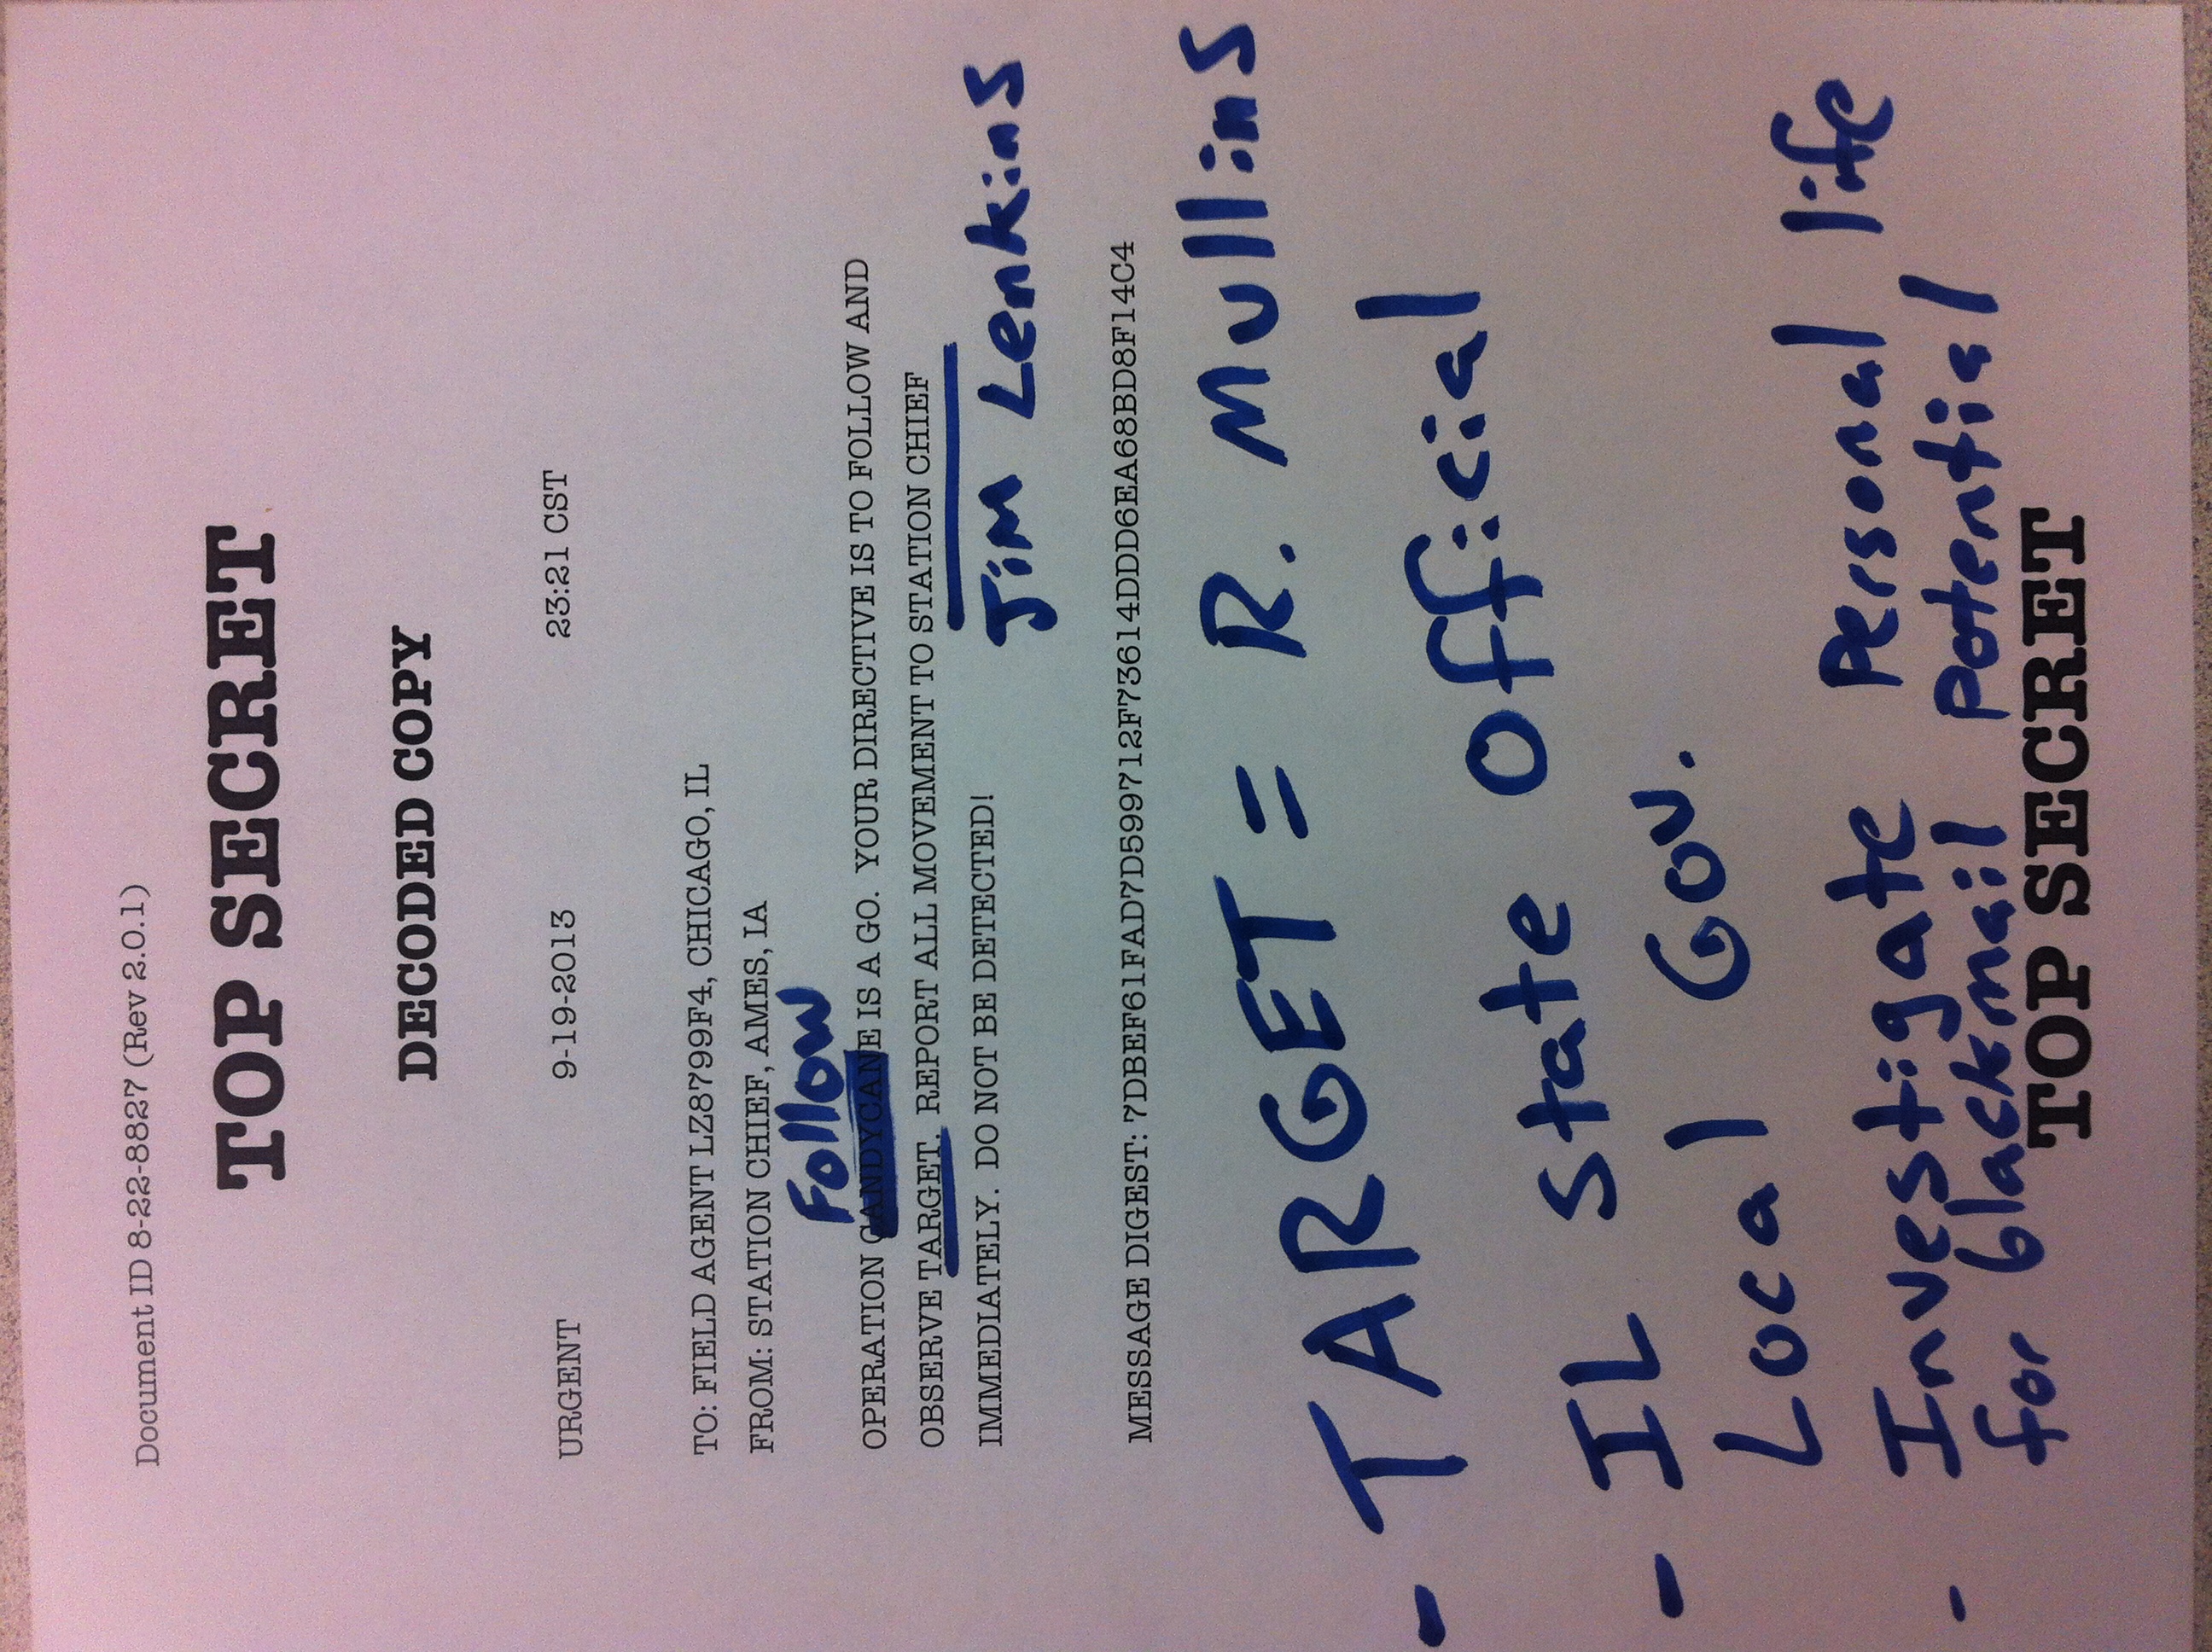 Document ID 8-22-8827 (Rev 2.0.1)
TOP SECRET
DECODED COPY
URGENT 9-19-2013 23:21 CST
TO: FIELD AGENT LZ8799F4, CHICAGO, IL
FROM: STATION CHIEF, AMES, IA
Follow
OPERATION CANDYCANE IS A GO. YOUR DIRECTIVE IS TO FOLLOW AND
OBSERVE TARGET. REPORT ALL MOVEMENT TO STATION CHIEF
IMMEDIATELY. DO NOT BE DETECTED!
Jim Lenkins
MESSAGE DIGEST: 7DBEF61FAD7D599712F73614DDD6EA68BD8F14C4
- TARGET = R. Mullins
- IL State Official
Local Gov.
- Investigate Personal life
for blackmail Potential
TOP SECRET